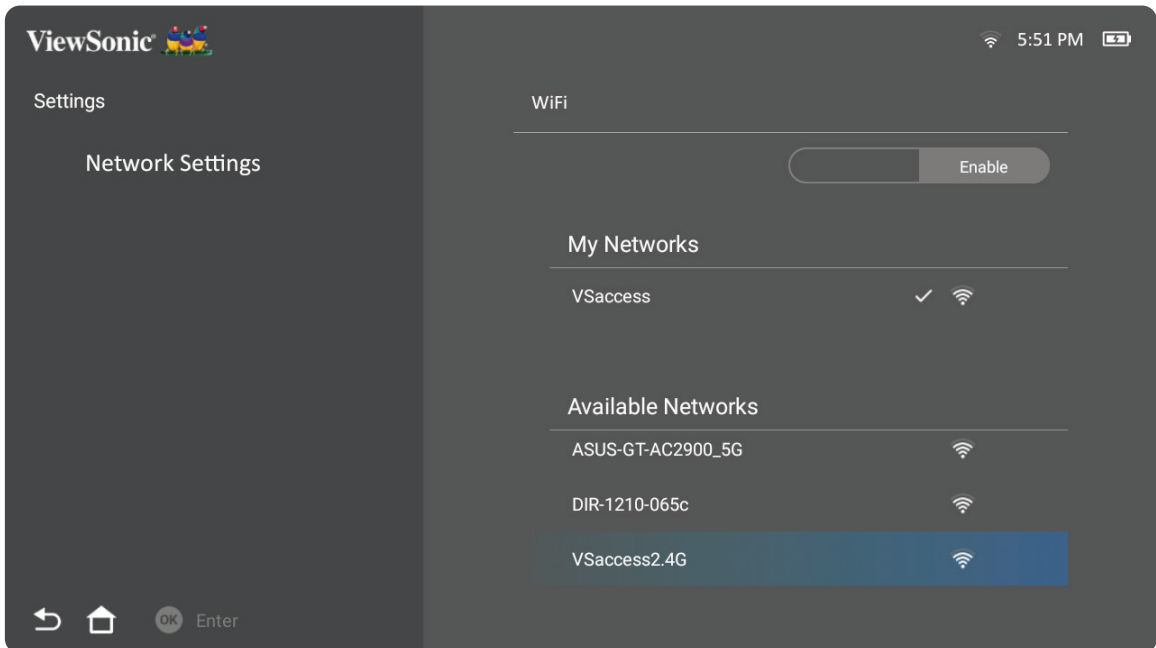 ViewSonic®
5:51 PM
Settings
Network Settings
WiFi
Enable
My Networks
VSaccess
Available Networks
ASUS-GT-AC2900_5G
DIR-1210-065c
VSaccess2.4G
OK Enter